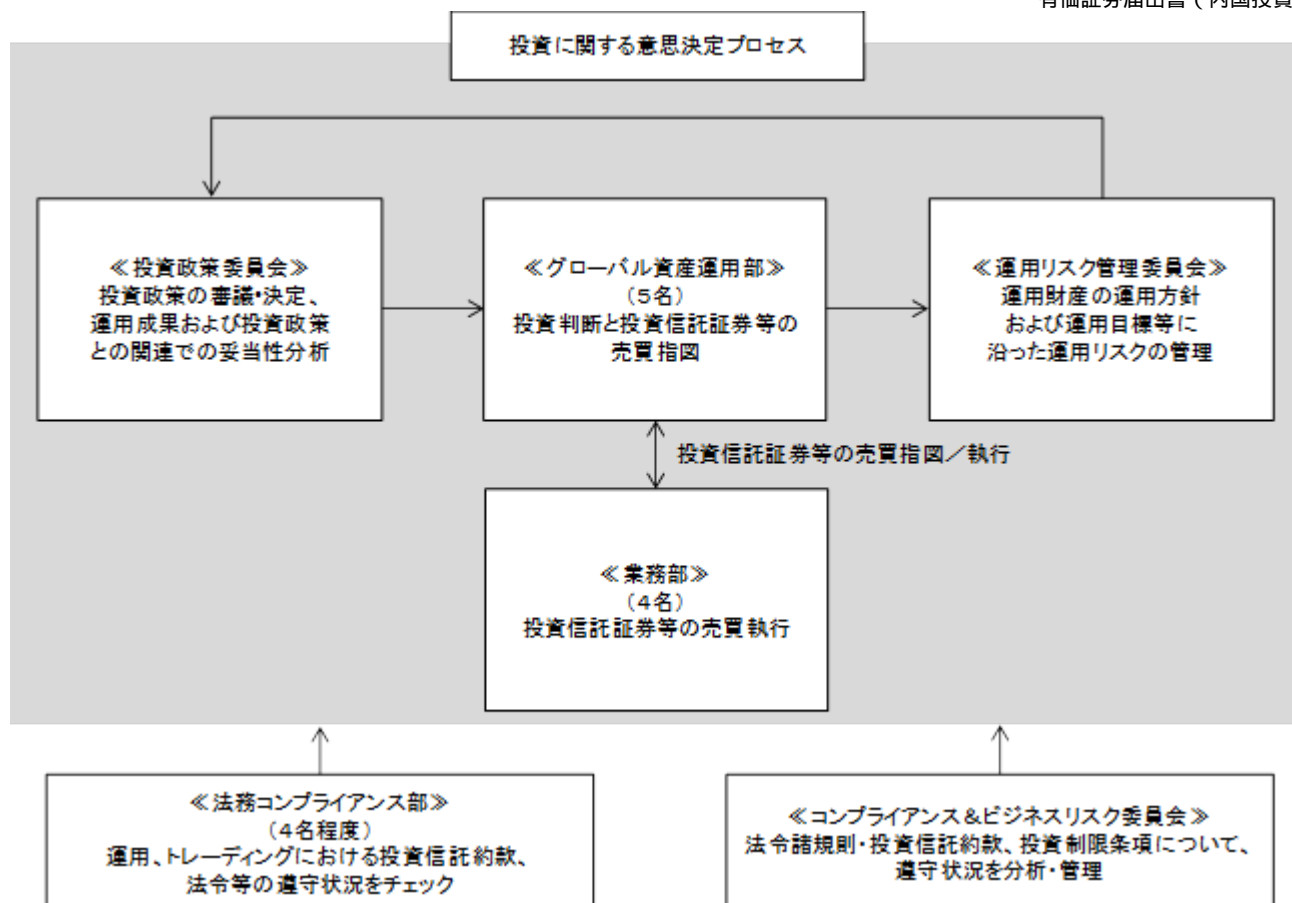 有価証券届出書(内国投資
投資に関する意思決定プロセス
≪投資政策委員会≫
投資政策の審議・決定、
運用成果および投資政策
との関連での妥当性分析
≪グローバル資産運用部≫
(5名)
投資判断と投資信託証券等の
売買指図
≪運用リスク管理委員会≫
運用財産の運用方針
および運用目標等に
沿った運用リスクの管理
投資信託証券等の売買指図/執行
≪業務部≫
(4名)
投資信託証券等の売買執行
≪法務コンプライアンス部≫
(4名程度)
運用、トレーディングにおける投資信託約款、
法令等の遵守状況をチェック
≪コンプライアンス&ビジネスリスク委員会≫
法令諸規則・投資信託約款、投資制限条項について、
遵守状況を分析・管理